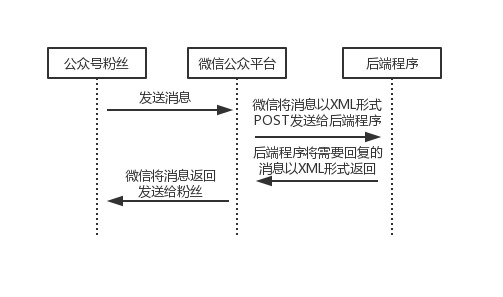 公众号粉丝
微信公众平台
后端程序
发送消息
微信将消息以XML形式
POST发送给后端程序
后端程序将需要回复的
消息以XML形式返回
微信将消息返回
发送给粉丝